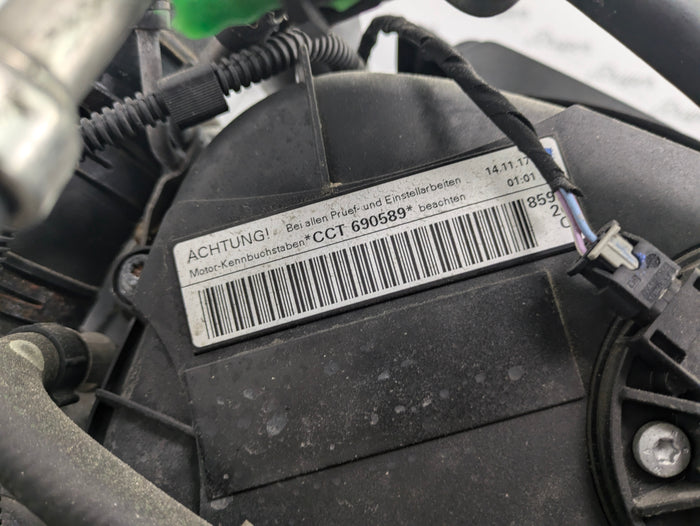 ACHTUNG! Bei allen Pruef- und Einstellarbeiten 14.11.17
Motor-Kennbuchstaben *CCT 690589* beachten 01:01
859
2
C